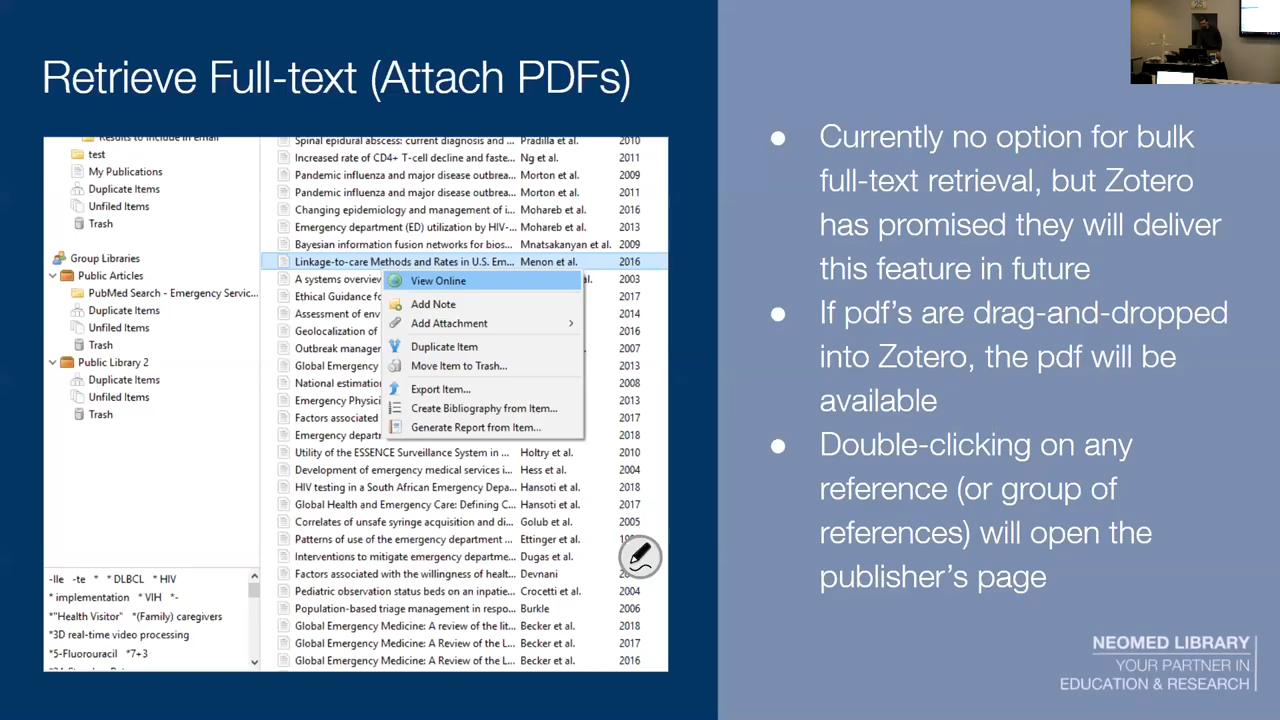 Retrieve Full-text (Attach PDFs)
Results to include in email
test
My Publications
Duplicate Items
Unfiled Items
Trash
Group Libraries
Public Articles
PubMed Search - Emergency Servic...
Duplicate Items
Unfiled Items
Trash
Public Library 2
Duplicate Items
Unfiled Items
Trash
-lle -te * * DLBCL * HIV
* implementation * VIH *-
*"Health Visitor" *(Family) caregivers
*3D real-time video processing
*5-Fluorouracil *7+3
Spinal epidural abscess: current diagnosis and ... Pradilla et al. 2010
Increased rate of CD4+ T-cell decline and faste... Ng et al. 2011
Pandemic influenza and major disease outbrea... Morton et al. 2009
Pandemic influenza and major disease outbrea... Morton et al. 2011
Changing epidemiology and management of i... Mohareb et al. 2016
Emergency department (ED) utilization by HIV-... Mohareb et al. 2013
Bayesian information fusion networks for bios... Mnatsakanyan et al. 2009
Linkage-to-care Methods and Rates in U.S. Em... Menon et al. 2016
A systems overview al. 2003
Ethical Guidance fo 2017
Assessment of env 2014
Geolocalization of 2016
Outbreak manager 2007
Global Emergency 2013
National estimation 2008
Emergency Physici 2013
Factors associated 2017
Emergency depart 2018
View Online
Add Note
Add Attachment
Duplicate Item
Move Item to Trash...
Export Item...
Create Bibliography from Item...
Generate Report from Item...
Utility of the ESSENCE Surveillance System in ... Holtry et al. 2010
Development of emergency medical services i... Hess et al. 2004
HIV testing in a South African Emergency Depa... Hansoti et al. 2018
Global Health and Emergency Care: Defining C... Hansoti et al. 2017
Correlates of unsafe syringe acquisition and di... Golub et al. 2005
Patterns of use of the emergency department ... Ettinger et al.
Interventions to mitigate emergency departme... Dugas et al.
Factors associated with the willingness of healt... Devnani
Pediatric observation status beds on an inpatie... Crocetti et al. 2004
Population-based triage management in respo... Burkle 2006
Global Emergency Medicine: A review of the lit... Becker et al. 2018
Global Emergency Medicine: A Review of the L... Becker et al. 2017
Global Emergency Medicine: A Review of the L... Becker et al. 2016
● Currently no option for bulk
full-text retrieval, but Zotero
has promised they will deliver
this feature in future
● If pdf's are drag-and-dropped
into Zotero, the pdf will be
available
● Double-clicking on any
reference (or group of
references) will open the
publisher's page
NEOMED LIBRARY
YOUR PARTNER IN
EDUCATION & RESEARCH